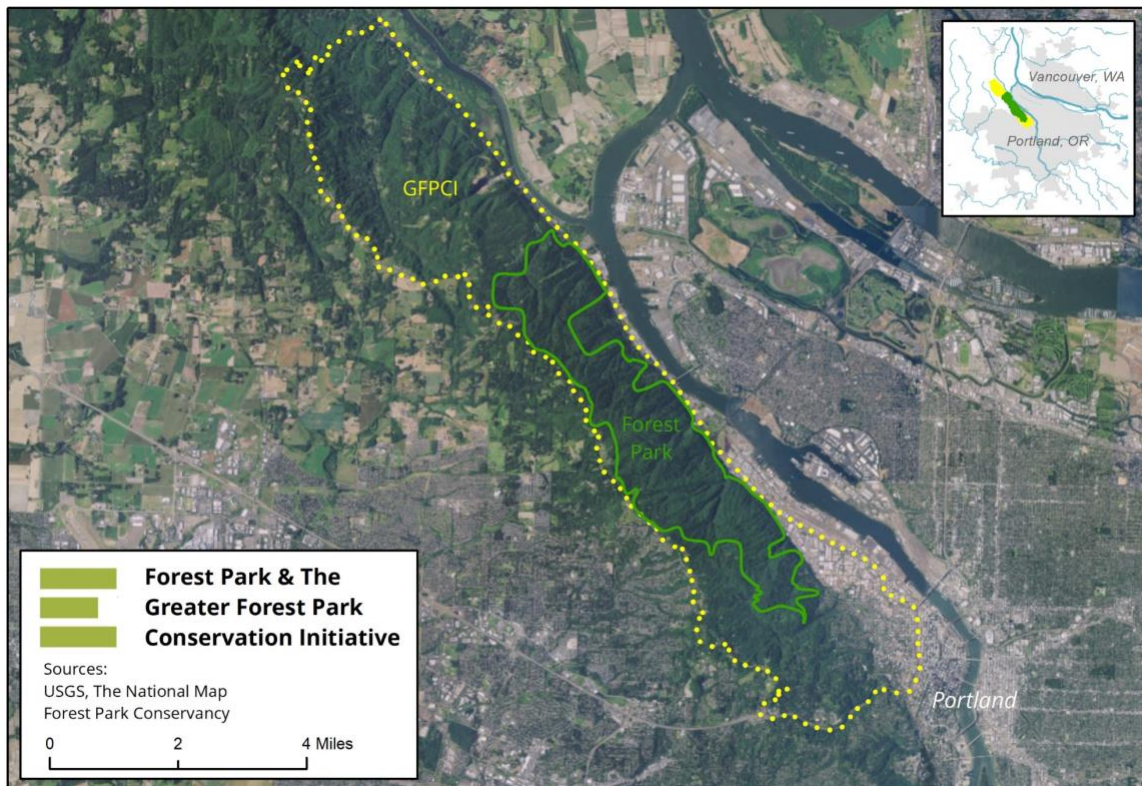 Vancouver, WA
Portland, OR
GFPCI
Forest
Park
Portland
Forest Park & The
Greater Forest Park
Conservation Initiative
Sources:
USGS, The National Map
Forest Park Conservancy
0 2 4 Miles